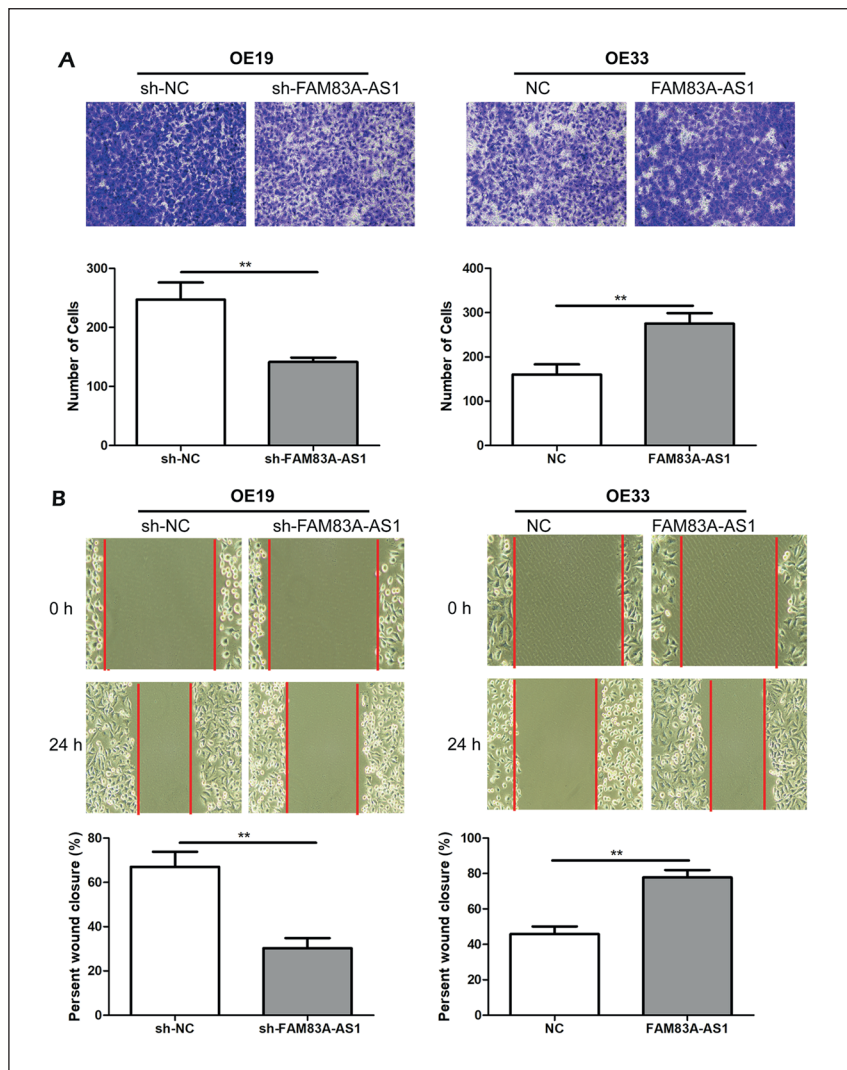 A
OE19 OE33
sh-NC sh-FAM83A-AS1 NC FAM83A-AS1
**
Number of Cells
300
200
100
0
sh-NC sh-FAM83A-AS1
**
Number of Cells
400
300
200
100
0
NC FAM83A-AS1
B
OE19 OE33
sh-NC sh-FAM83A-AS1 NC FAM83A-AS1
0 h 0 h
24 h 24 h
**
Persent wound closure (%)
80
60
40
20
0
sh-NC sh-FAM83A-AS1
**
Persent wound closure (%)
100
80
60
40
20
0
NC FAM83A-AS1